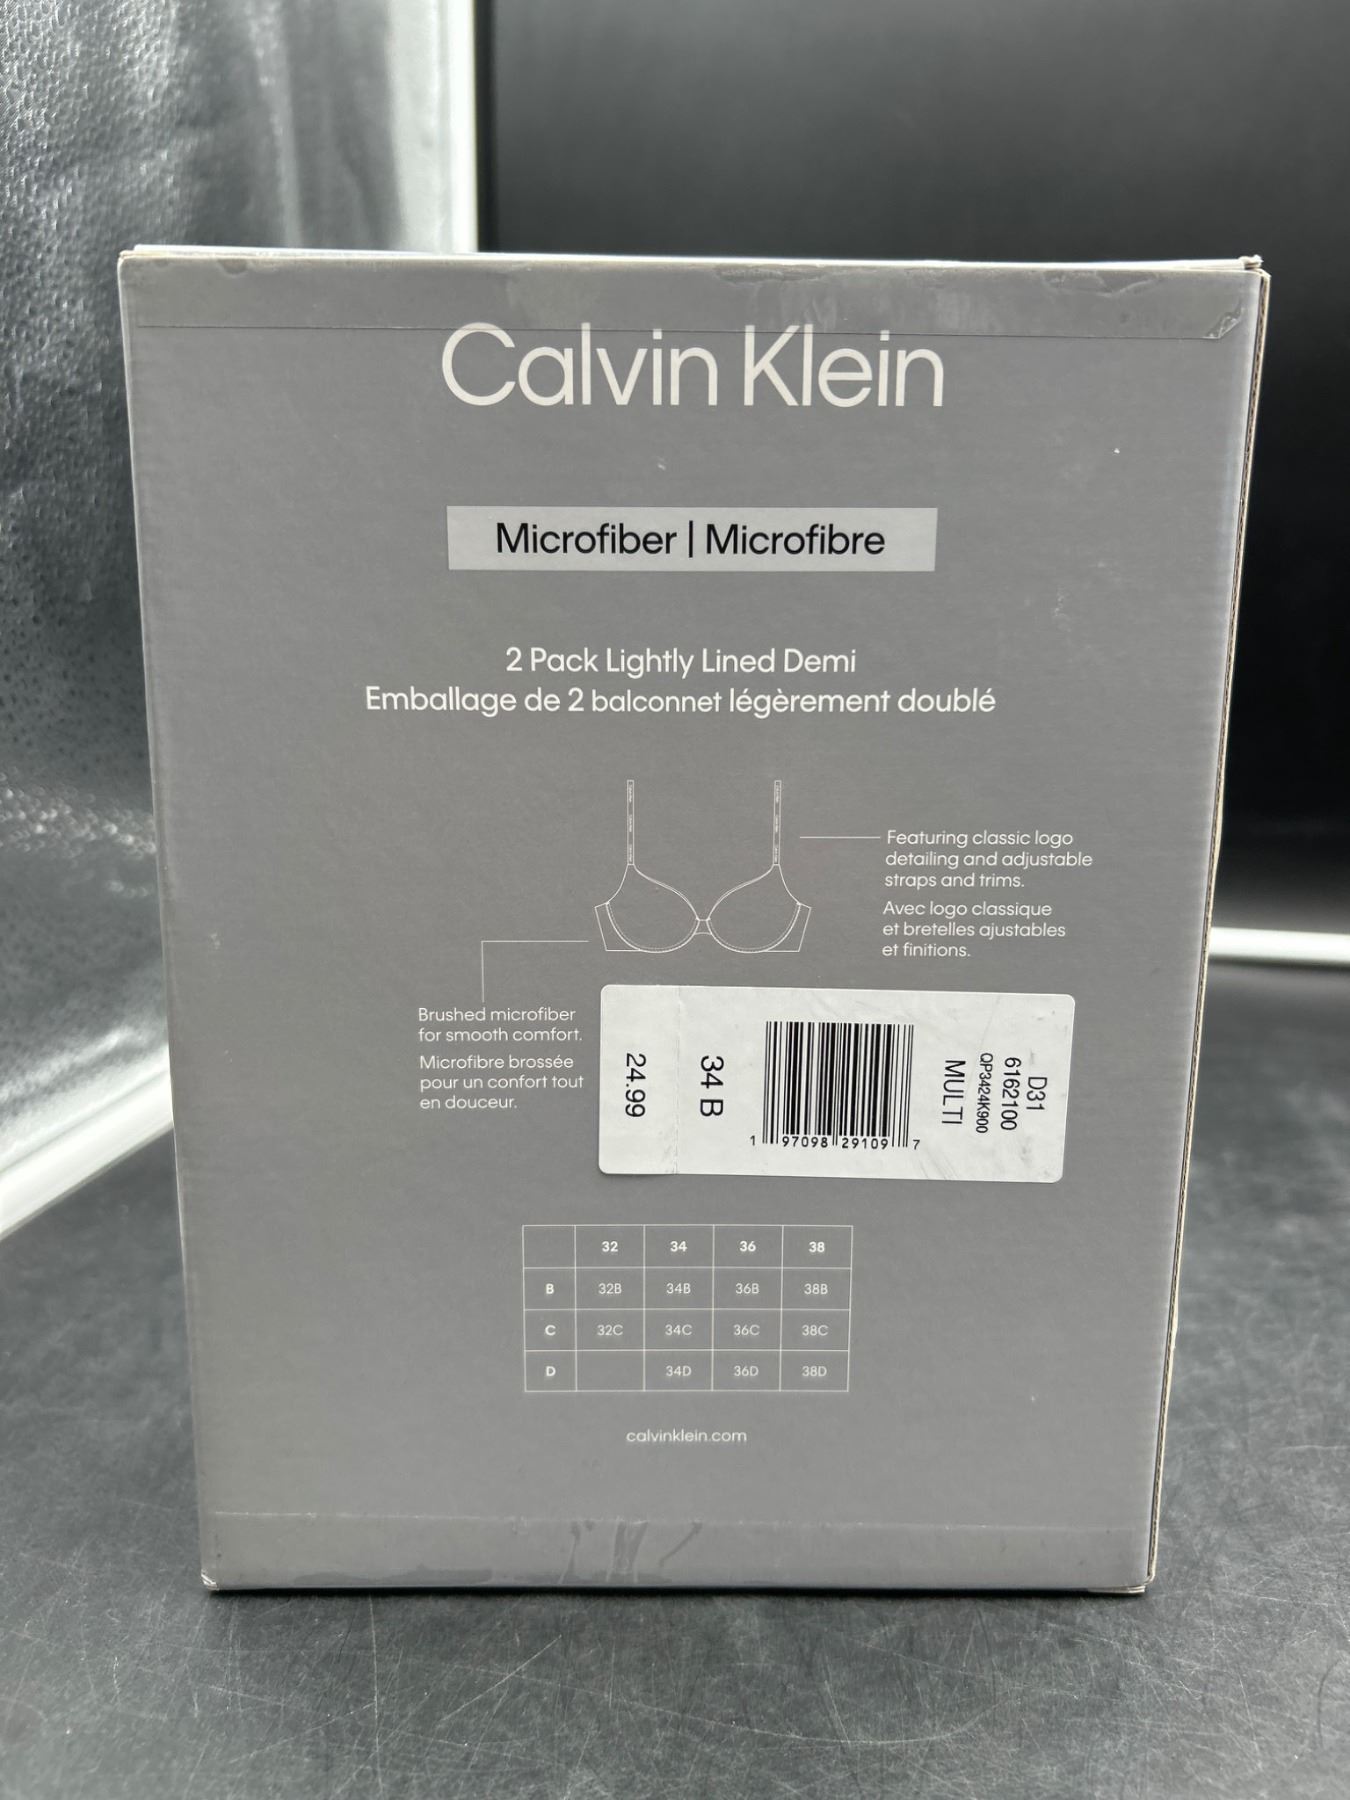 Calvin Klein
Microfiber | Microfibre
2 Pack Lightly Lined Demi
Emballage de 2 balconnet légèrement doublé
Featuring classic logo
detailing and adjustable
straps and trims.
Avec logo classique
et bretelles ajustables
et finitions.
Brushed microfiber
for smooth comfort.
Microfibre brossée
pour un confort tout
en douceur.
D31
6162100
QP3424K900
MULTI
1 97098 29109 7
34 B
24.99
32 34 36 38
B 32B 34B 36B 38B
C 32C 34C 36C 38C
D 34D 36D 38D
calvinklein.com